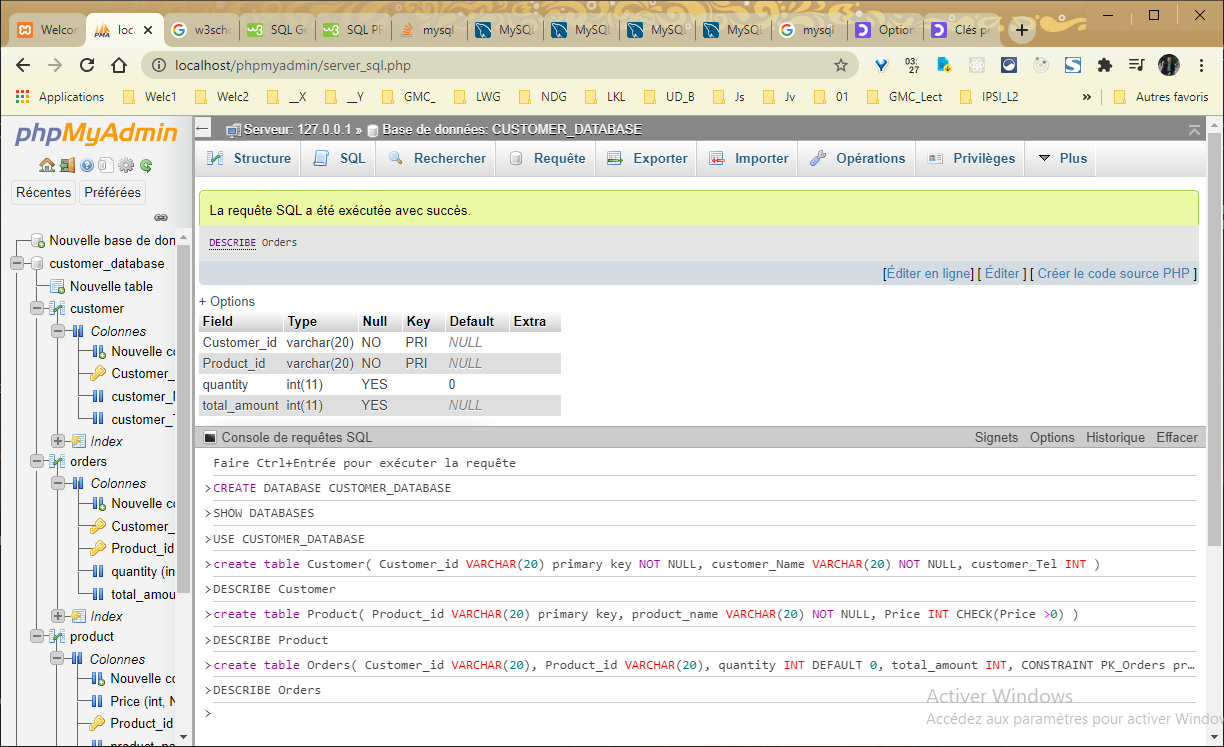 Welcor
loca
w3scho
SQL Ge
SQL PR
mysql
MySQL
MySQL
MySQL
MySQL
mysql
Option
Clés pr
localhost/phpmyadmin/server_sql.php
03:
27
Applications
Welc1
Welc2
__X
__Y
GMC_
LWG
NDG
LKL
UD_B
Js
Jv
01
GMC_Lect
IPSI_L2
»
Autres favoris
phpMyAdmin
Récentes
Préférées
Nouvelle base de don
customer_database
Nouvelle table
customer
Colonnes
Nouvelle co
Customer_
customer_N
customer_T
Index
orders
Colonnes
Nouvelle co
Customer_
Product_id
quantity (in
total_amou
Index
product
Colonnes
Nouvelle co
Price (int, N
Product_id
product_na
Serveur: 127.0.0.1 » Base de données: CUSTOMER_DATABASE
Structure
SQL
Rechercher
Requête
Exporter
Importer
Opérations
Privilèges
Plus
La requête SQL a été exécutée avec succès.
DESCRIBE Orders
[Éditer en ligne] [ Éditer ] [ Créer le code source PHP ]
+ Options
Field Type Null Key Default Extra
Customer_id varchar(20) NO PRI NULL
Product_id varchar(20) NO PRI NULL
quantity int(11) YES 0
total_amount int(11) YES NULL
Console de requêtes SQL
Signets Options Historique Effacer
Faire Ctrl+Entrée pour exécuter la requête
>CREATE DATABASE CUSTOMER_DATABASE
>SHOW DATABASES
>USE CUSTOMER_DATABASE
>create table Customer( Customer_id VARCHAR(20) primary key NOT NULL, customer_Name VARCHAR(20) NOT NULL, customer_Tel INT )
>DESCRIBE Customer
>create table Product( Product_id VARCHAR(20) primary key, product_name VARCHAR(20) NOT NULL, Price INT CHECK(Price >0) )
>DESCRIBE Product
>create table Orders( Customer_id VARCHAR(20), Product_id VARCHAR(20), quantity INT DEFAULT 0, total_amount INT, CONSTRAINT PK_Orders pr…
>DESCRIBE Orders
>
Activer Windows
Accédez aux paramètres pour activer Window